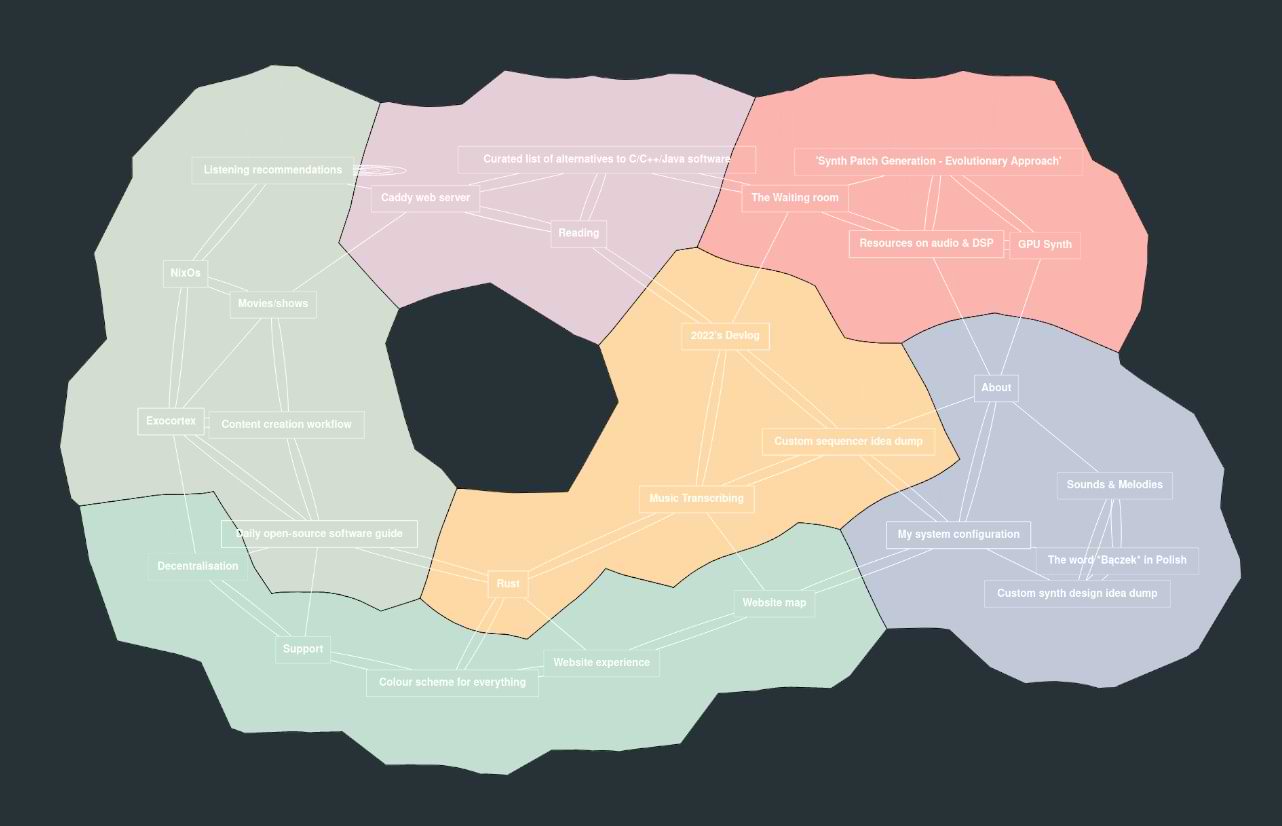 Listening recommendations
Curated list of alternatives to C/C++/Java software
'Synth Patch Generation - Evolutionary Approach'
Caddy web server
The Waiting room
Reading
Resources on audio & DSP
GPU Synth
NixOs
Movies/shows
2022's Devlog
About
Exocortex
Content creation workflow
Custom sequencer idea dump
Sounds & Melodies
Music Transcribing
Daily open-source software guide
My system configuration
Decentralisation
The word *Bączek* in Polish
Rust
Custom synth design idea dump
Website map
Support
Website experience
Colour scheme for everything